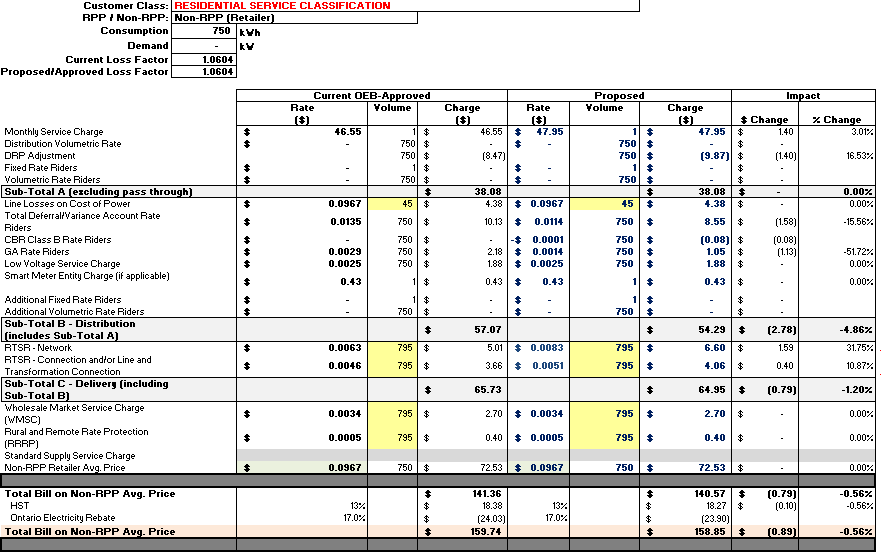 Customer Class: RESIDENTIAL SERVICE CLASSIFICATION
RPP / Non-RPP: Non-RPP (Retailer)
Consumption 750 kWh
Demand - kW
Current Loss Factor 1.0604
Proposed/Approved Loss Factor 1.0604
Current OEB-Approved Proposed Impact
Rate Volume Charge Rate Volume Charge
($) ($) ($) ($) $ Change % Change
Monthly Service Charge $ 46.55 1 $ 46.55 $ 47.95 1 $ 47.95 $ 1.40 3.01%
Distribution Volumetric Rate $ - 750 $ - $ - 750 $ - $ -
DRP Adjustment 750 $ (8.47) 750 $ (9.87) $ (1.40) 16.53%
Fixed Rate Riders $ - 1 $ - $ - 1 $ - $ -
Volumetric Rate Riders $ - 750 $ - $ - 750 $ - $ -
Sub-Total A (excluding pass through) $ 38.08 $ 38.08 $ - 0.00%
Line Losses on Cost of Power $ 0.0967 45 $ 4.38 $ 0.0967 45 $ 4.38 $ - 0.00%
Total Deferral/Variance Account Rate
Riders $ 0.0135 750 $ 10.13 $ 0.0114 750 $ 8.55 $ (1.58) -15.56%
CBR Class B Rate Riders $ - 750 $ - -$ 0.0001 750 $ (0.08) $ (0.08)
GA Rate Riders $ 0.0029 750 $ 2.18 $ 0.0014 750 $ 1.05 $ (1.13) -51.72%
Low Voltage Service Charge $ 0.0025 750 $ 1.88 $ 0.0025 750 $ 1.88 $ - 0.00%
Smart Meter Entity Charge (if applicable) $ 0.43 1 $ 0.43 $ 0.43 1 $ 0.43 $ - 0.00%
Additional Fixed Rate Riders $ - 1 $ - $ - 1 $ - $ -
Additional Volumetric Rate Riders $ - 750 $ - $ - 750 $ - $ -
Sub-Total B - Distribution
(includes Sub-Total A) $ 57.07 $ 54.29 $ (2.78) -4.86%
RTSR - Network $ 0.0063 795 $ 5.01 $ 0.0083 795 $ 6.60 $ 1.59 31.75%
RTSR - Connection and/or Line and
Transformation Connection $ 0.0046 795 $ 3.66 $ 0.0051 795 $ 4.06 $ 0.40 10.87%
Sub-Total C - Delivery (including
Sub-Total B) $ 65.73 $ 64.95 $ (0.79) -1.20%
Wholesale Market Service Charge
(WMSC) $ 0.0034 795 $ 2.70 $ 0.0034 795 $ 2.70 $ - 0.00%
Rural and Remote Rate Protection
(RRRP) $ 0.0005 795 $ 0.40 $ 0.0005 795 $ 0.40 $ - 0.00%
Standard Supply Service Charge
Non-RPP Retailer Avg. Price $ 0.0967 750 $ 72.53 $ 0.0967 750 $ 72.53 $ - 0.00%
Total Bill on Non-RPP Avg. Price $ 141.36 $ 140.57 $ (0.79) -0.56%
HST 13% $ 18.38 13% $ 18.27 $ (0.10) -0.56%
Ontario Electricity Rebate 17.0% $ (24.03) 17.0% $ (23.90)
Total Bill on Non-RPP Avg. Price $ 159.74 $ 158.85 $ (0.89) -0.56%